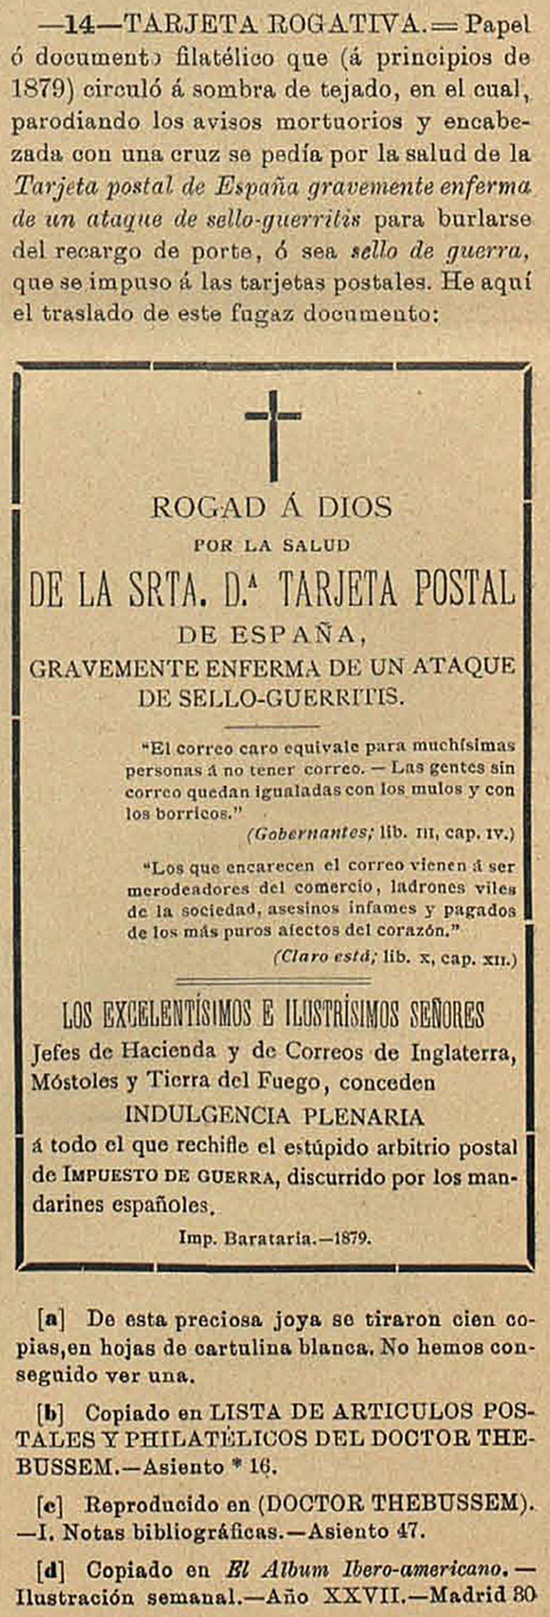 —14—TARJETA ROGATIVA.=Papel
ó documento filatélico que (á principios de
1879) circuló á sombra de tejado, en el cual,
parodiando los avisos mortuorios y encabe-
zada con una cruz se pedía por la salud de la
Tarjeta postal de España gravemente enferma
de un ataque de sello-guerritis para burlarse
del recargo de porte, ó sea sello de guerra,
que se impuso á las tarjetas postales. He aquí
el traslado de este fugaz documento:
ROGAD Á DIOS
POR LA SALUD
DE LA SRTA. D.ᴬ TARJETA POSTAL
DE ESPAÑA,
GRAVEMENTE ENFERMA DE UN ATAQUE
DE SELLO-GUERRITIS.
“El correo caro equivale para muchísimas
personas á no tener correo. — Las gentes sin
correo quedan igualadas con los mulos y con
los borricos.”
(Gobernantes; lib. III, cap. IV.)
“Los que encarecen el correo vienen á ser
merodeadores del comercio, ladrones viles
de la sociedad, asesinos infames y pagados
de los más puros afectos del corazón.”
(Claro está; lib. X, cap. XII.)
LOS EXCELENTÍSIMOS E ILUSTRÍSIMOS SEÑORES
Jefes de Hacienda y de Correos de Inglaterra,
Móstoles y Tierra del Fuego, conceden
INDULGENCIA PLENARIA
á todo el que rechifle el estúpido arbitrio postal
de IMPUESTO DE GUERRA, discurrido por los man-
darines españoles.
Imp. Barataria.—1879.
[a] De esta preciosa joya se tiraron cien co-
pias,en hojas de cartulina blanca. No hemos con-
seguido ver una.
[b] Copiado en LISTA DE ARTICULOS POS-
TALES Y PHILATÉLICOS DEL DOCTOR THE-
BUSSEM.—Asiento * 16.
[c] Reproducido en (DOCTOR THEBUSSEM).
—I. Notas bibliográficas.—Asiento 47.
[d] Copiado en El Album Ibero-americano.—
Ilustración semanal.—Año XXVII.—Madrid 30